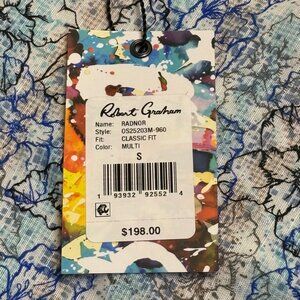 Robert Graham
Name: RADNOR
Style: OS25203M-960
Fit: CLASSIC FIT
Color: MULTI
S
1 93932 92552 4
$198.00